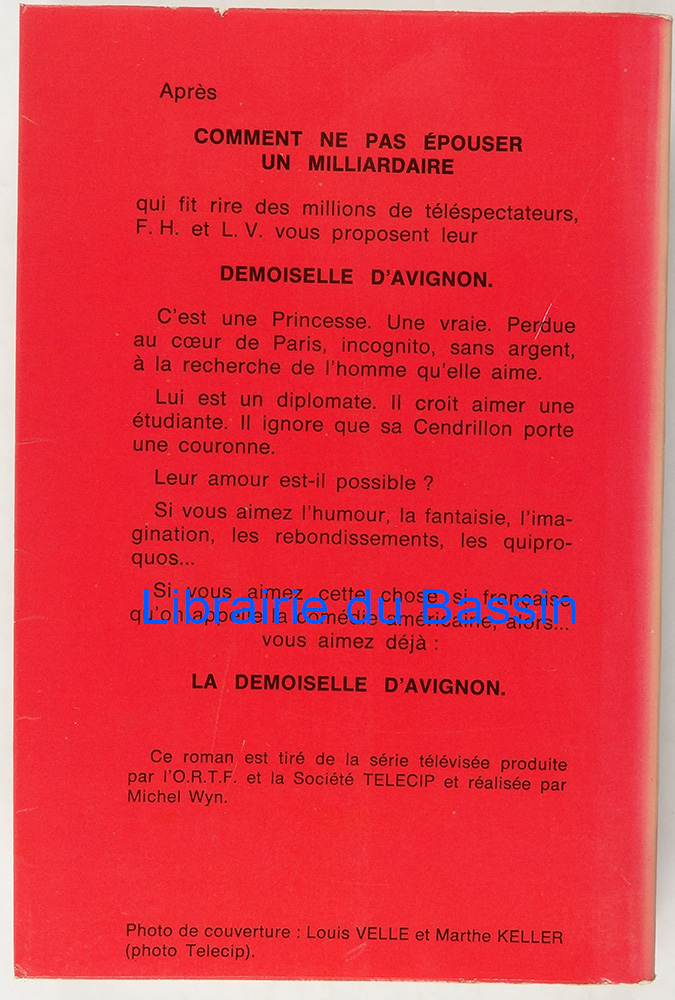 Après
COMMENT NE PAS ÉPOUSER
UN MILLIARDAIRE
qui fit rire des millions de téléspectateurs,
F. H. et L. V. vous proposent leur
DEMOISELLE D'AVIGNON.
C'est une Princesse. Une vraie. Perdue
au cœur de Paris, incognito, sans argent,
à la recherche de l'homme qu'elle aime.
Lui est un diplomate. Il croit aimer une
étudiante. Il ignore que sa Cendrillon porte
une couronne.
Leur amour est-il possible ?
Si vous aimez l'humour, la fantaisie, l'ima-
gination, les rebondissements, les quipro-
quos...
Si vous aimez cette chose si française
qu'on appelle la comédie américaine, alors...
Librairie du Bassin
vous aimez déjà :
LA DEMOISELLE D'AVIGNON.
Ce roman est tiré de la série télévisée produite
par l'O.R.T.F. et la Société TELECIP et réalisée par
Michel Wyn.
Photo de couverture : Louis VELLE et Marthe KELLER
(photo Telecip).